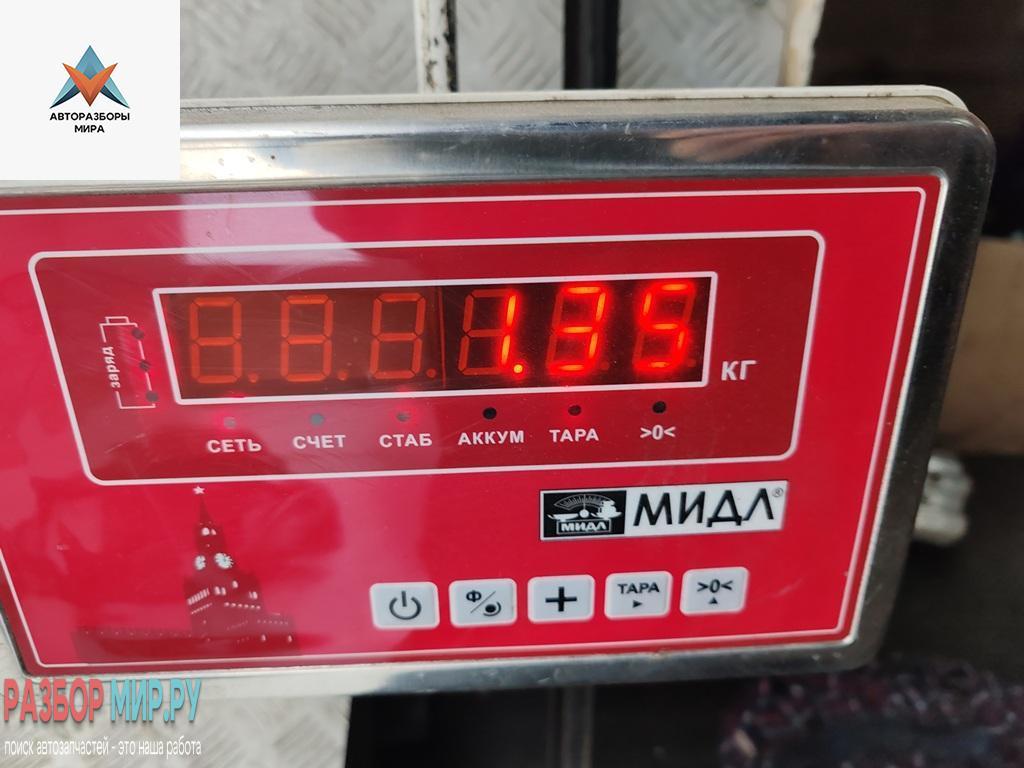 АВТОРАЗБОРЫ
МИРА
заряд
1.35
КГ
СЕТЬ СЧЕТ СТАБ АККУМ ТАРА >0<
МИДЛ МИДЛ®
Ф + ТАРА >0<
РАЗБОР МИР.РУ
поиск автозапчастей - это наша работа